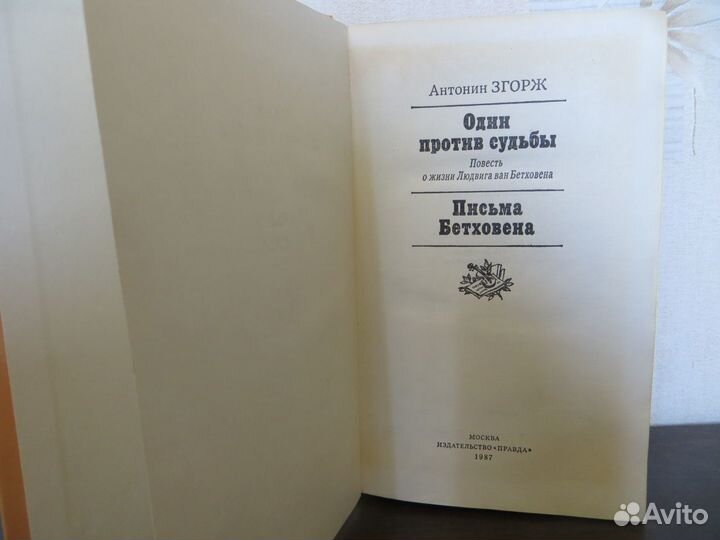 Антонин ЗГОРЖ
Один
против судьбы
Повесть
о жизни Людвига ван Бетховена
Письма
Бетховена
МОСКВА
ИЗДАТЕЛЬСТВО «ПРАВДА»
1987
Avito